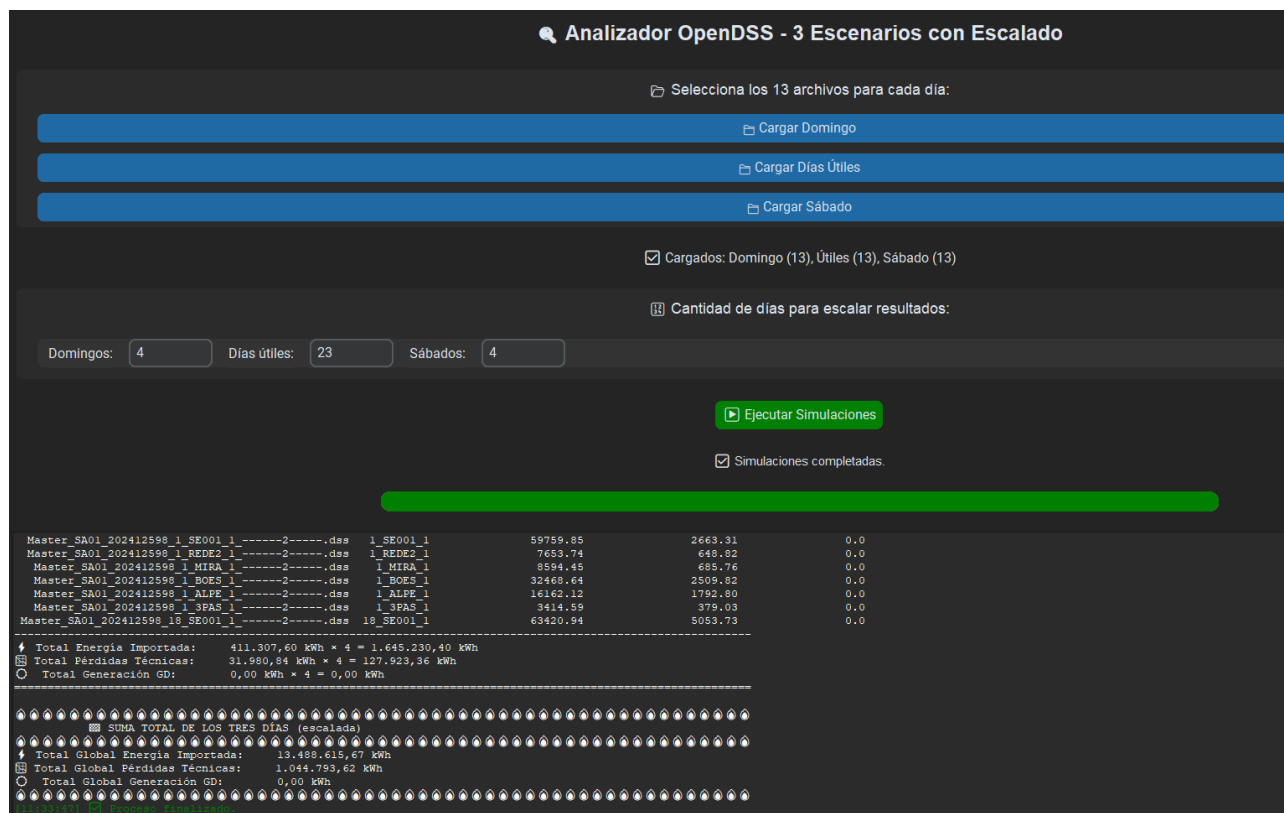 Analizador OpenDSS - 3 Escenarios con Escalado
Selecciona los 13 archivos para cada día:
Cargar Domingo
Cargar Días Útiles
Cargar Sábado
Cargados: Domingo (13), Útiles (13), Sábado (13)
Cantidad de días para escalar resultados:
Domingos: 4 Días útiles: 23 Sábados: 4
Ejecutar Simulaciones
Simulaciones completadas.
Master_SA01_202412598_1_SE001_1_------2-----.dss 1_SE001_1 59759.85 2663.31 0.0
Master_SA01_202412598_1_REDE2_1_------2-----.dss 1_REDE2_1 7653.74 648.82 0.0
Master_SA01_202412598_1_MIRA_1_------2-----.dss 1_MIRA_1 8594.45 685.76 0.0
Master_SA01_202412598_1_BOES_1_------2-----.dss 1_BOES_1 32468.64 2509.82 0.0
Master_SA01_202412598_1_ALPE_1_------2-----.dss 1_ALPE_1 16162.12 1792.80 0.0
Master_SA01_202412598_1_3PAS_1_------2-----.dss 1_3PAS_1 3414.59 379.03 0.0
Master_SA01_202412598_18_SE001_1_------2-----.dss 18_SE001_1 63420.94 5053.73 0.0
Total Energía Importada: 411.307,60 kWh × 4 = 1.645.230,40 kWh
Total Pérdidas Técnicas: 31.980,84 kWh × 4 = 127.923,36 kWh
Total Generación GD: 0,00 kWh × 4 = 0,00 kWh
SUMA TOTAL DE LOS TRES DÍAS (escalada)
Total Global Energía Importada: 13.488.615,67 kWh
Total Global Pérdidas Técnicas: 1.044.793,62 kWh
Total Global Generación GD: 0,00 kWh
[11:33:47] Proceso finalizado.